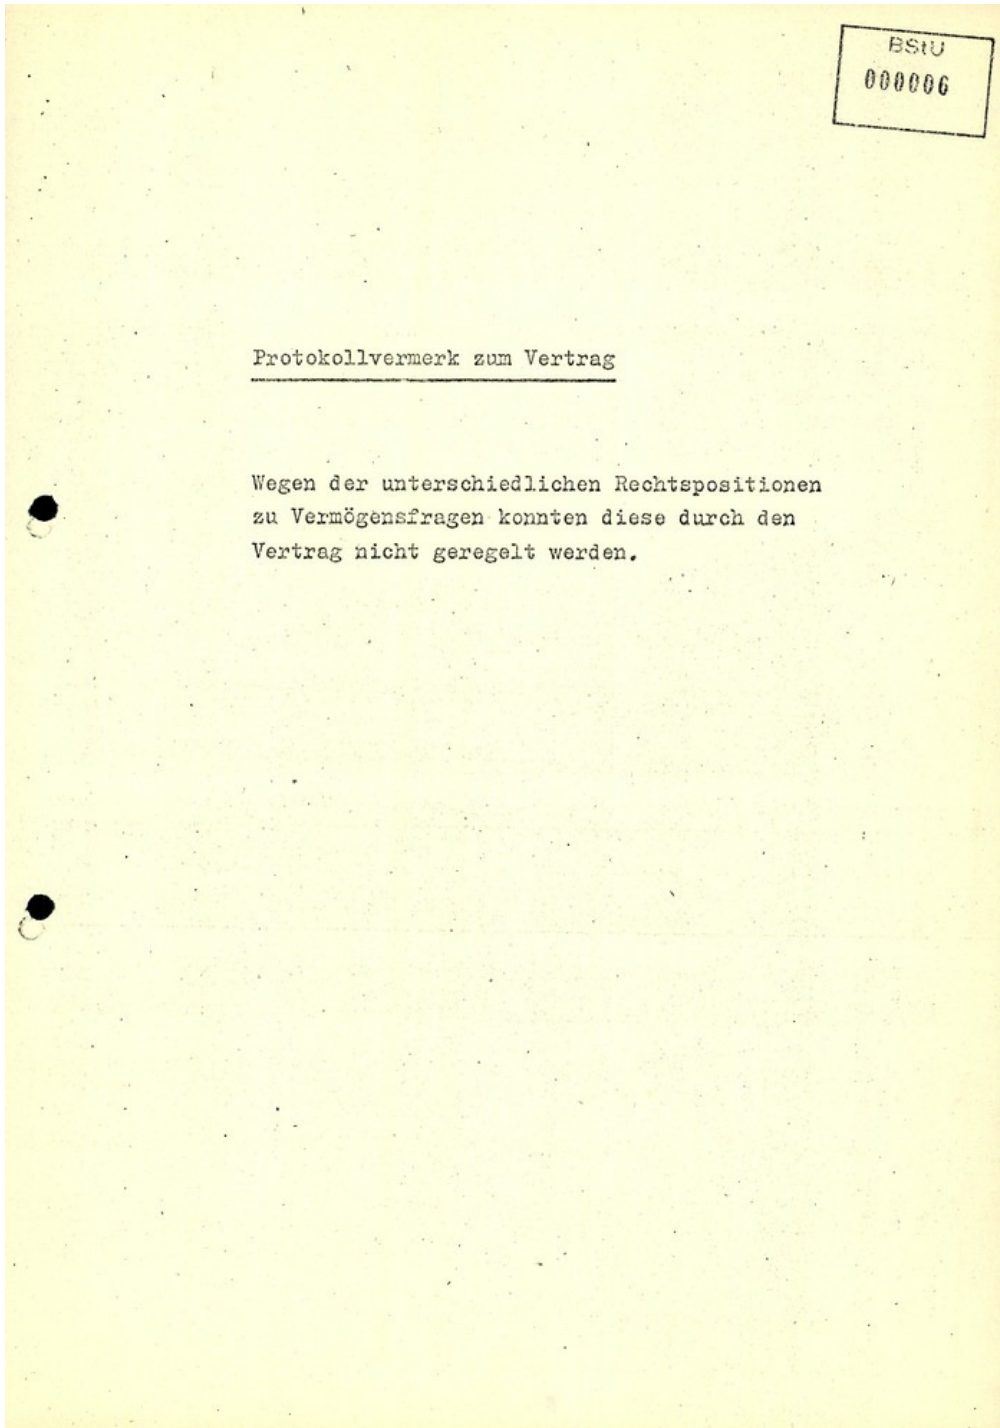 BStU
000006
Protokollvermerk zum Vertrag
Wegen der unterschiedlichen Rechtspositionen
zu Vermögensfragen konnten diese durch den
Vertrag nicht geregelt werden.